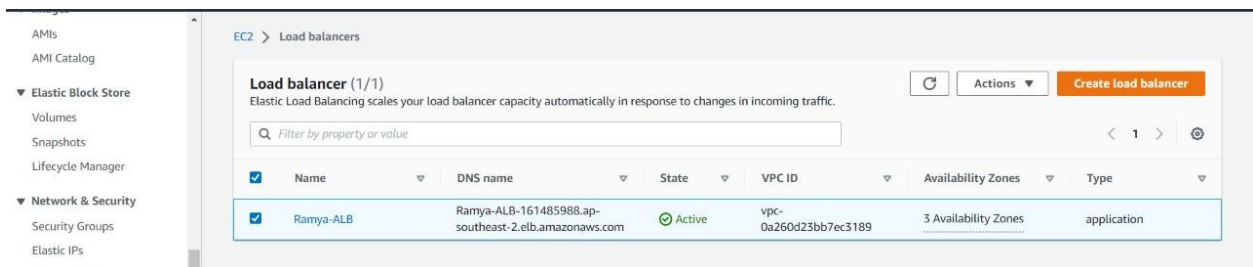 AMIs
AMI Catalog
Elastic Block Store
Volumes
Snapshots
Lifecycle Manager
Network & Security
Security Groups
Elastic IPs
EC2 > Load balancers
Load balancer (1/1)
Elastic Load Balancing scales your load balancer capacity automatically in response to changes in incoming traffic.
Actions
Create load balancer
Filter by property or value
< 1 >
Name DNS name State VPC ID Availability Zones Type
Ramya-ALB
Ramya-ALB-161485988.ap-
southeast-2.elb.amazonaws.com
Active
vpc-
0a260d23bb7ec3189
3 Availability Zones
application